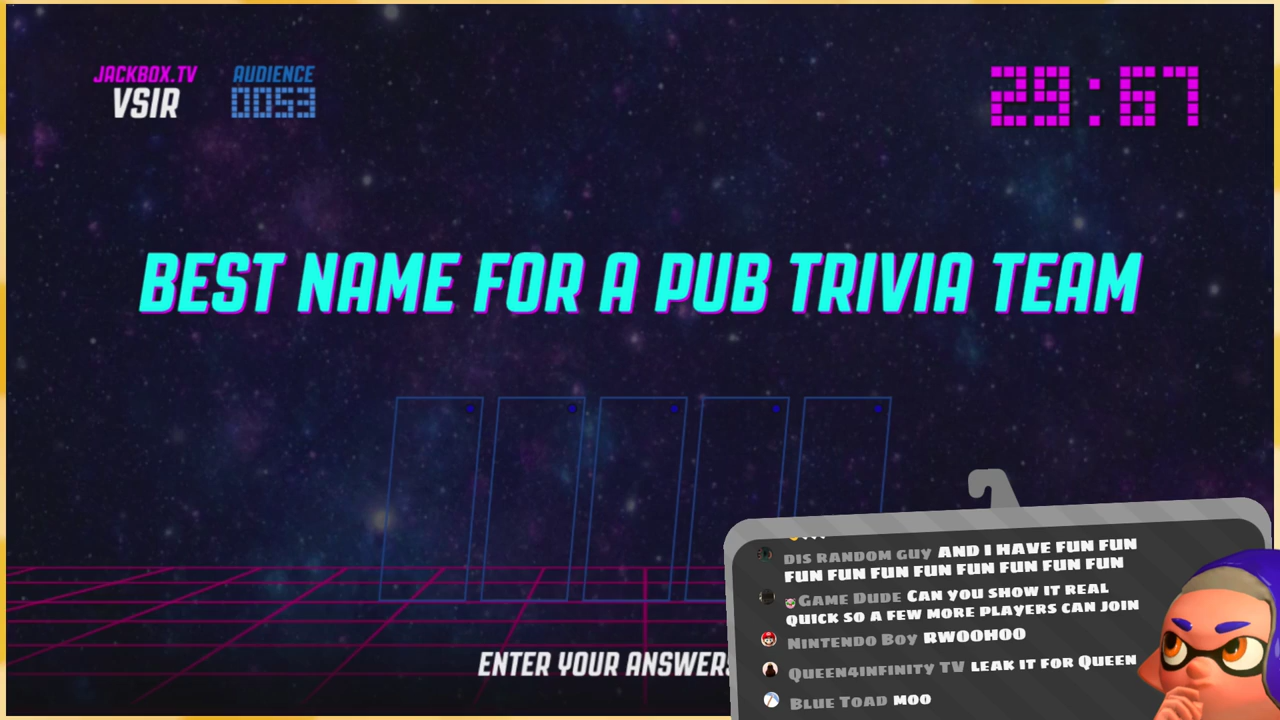 JACKBOX.TV
VSIR
AUDIENCE
0053
29:67
BEST NAME FOR A PUB TRIVIA TEAM
ENTER YOUR ANSWERS
DIS RANDOM GUY AND I HAVE FUN FUN
FUN FUN FUN FUN FUN FUN FUN FUN
GAME DUDE CAN YOU SHOW IT REAL
QUICK SO A FEW MORE PLAYERS CAN JOIN
NINTENDO BOY RWOOHOO
QUEEN4INFINITY TV LEAK IT FOR QUEEN
BLUE TOAD MOO